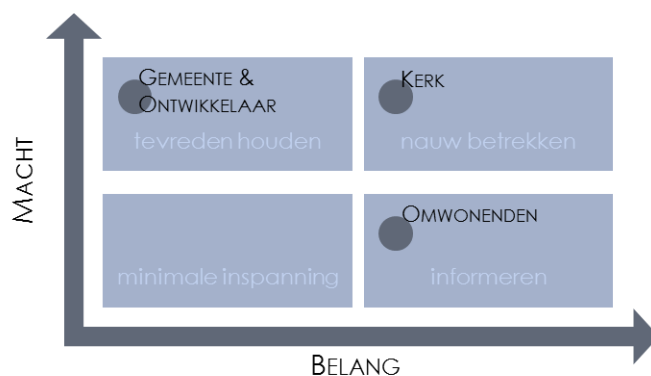 Gemeente &
Ontwikkelaar
tevreden houden
Kerk
nauw betrekken
Macht
minimale inspanning
Omwonenden
informeren
Belang